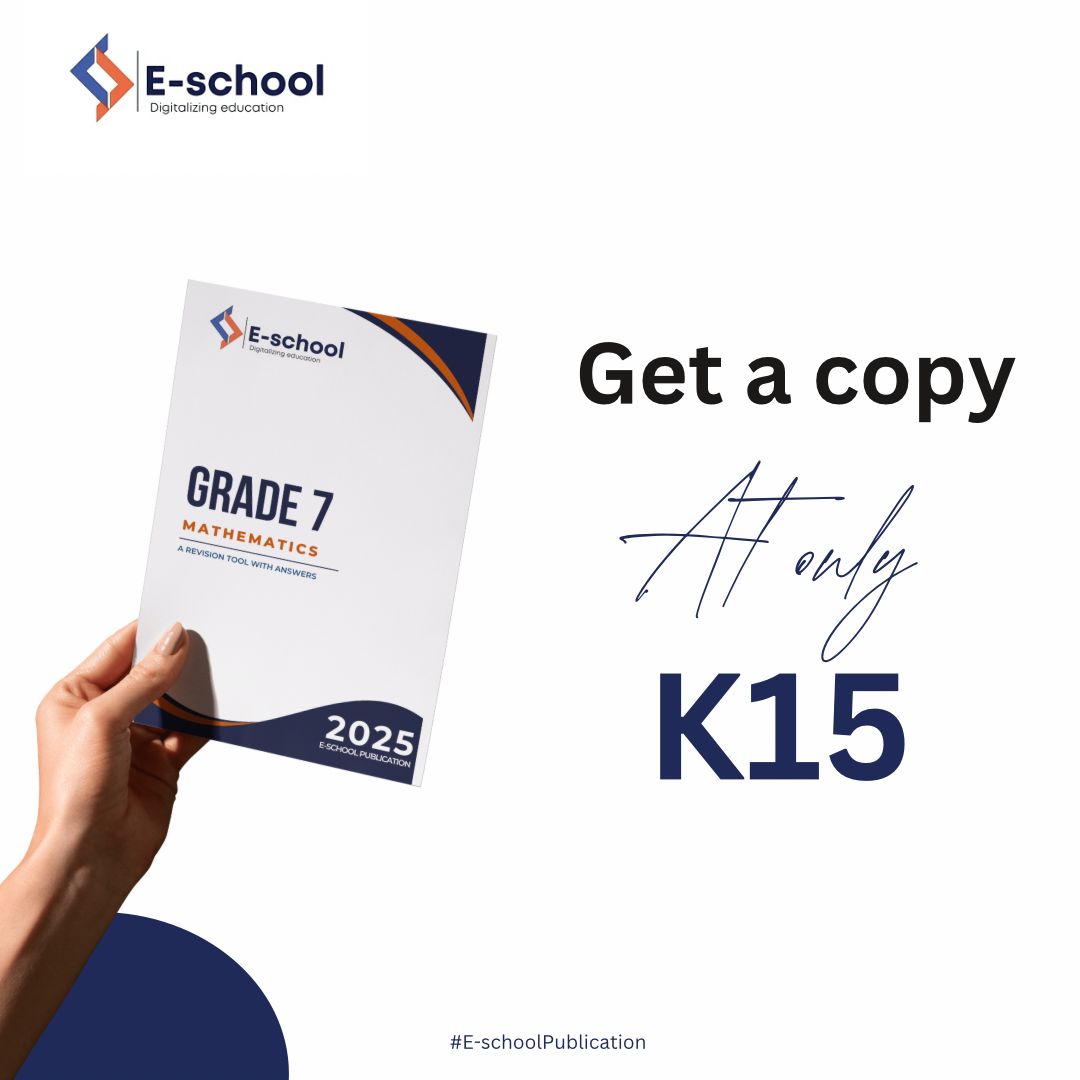 E-school
Digitalizing education
E-school
Digitalizing education
GRADE 7
MATHEMATICS
A REVISION TOOL WITH ANSWERS
2025
E-SCHOOL PUBLICATION
Get a copy
At only
K15
#E-schoolPublication